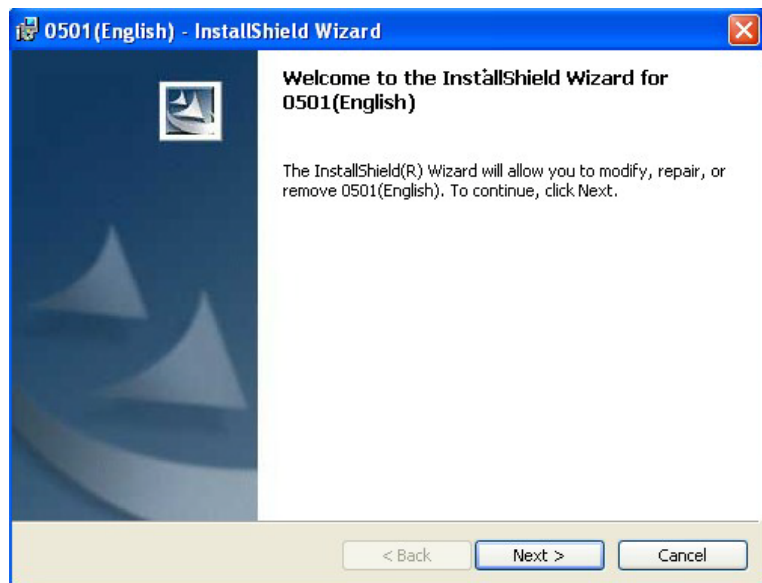 0501(English) - InstallShield Wizard
Welcome to the InstallShield Wizard for
0501(English)
The InstallShield(R) Wizard will allow you to modify, repair, or
remove 0501(English). To continue, click Next.
< Back
Next >
Cancel